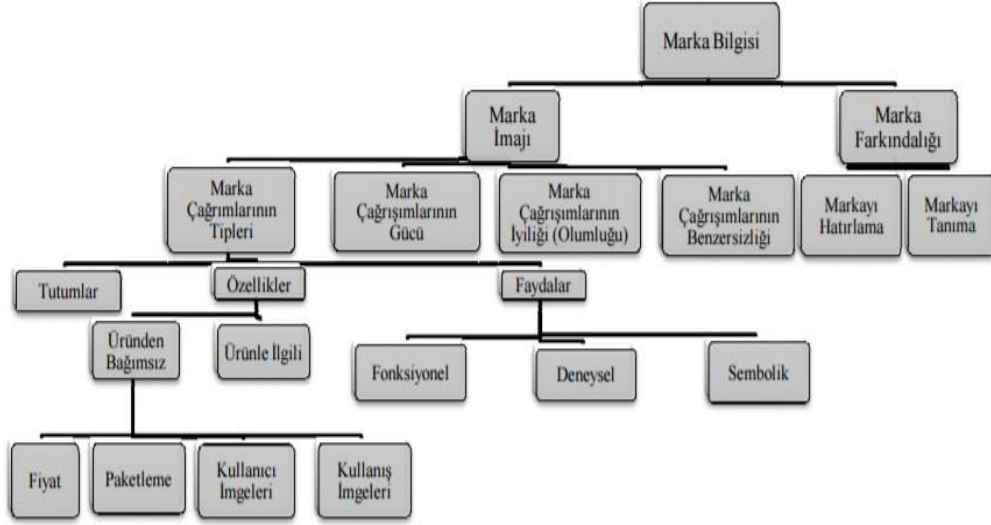 Marka Bilgisi
Marka
İmajı
Marka
Farkındalığı
Marka
Çağrımlarının
Tipleri
Marka
Çağrışımlarının
Gücü
Marka
Çağrışımlarının
İyiliği (Olumluğu)
Marka
Çağrışımlarının
Benzersizliği
Markayı
Hatırlama
Markayı
Tanıma
Tutumlar
Özellikler
Faydalar
Üründen
Bağımsız
Ürünle İlgili
Fonksiyonel
Deneysel
Sembolik
Fiyat
Paketleme
Kullanıcı
İmgeleri
Kullanış
İmgeleri